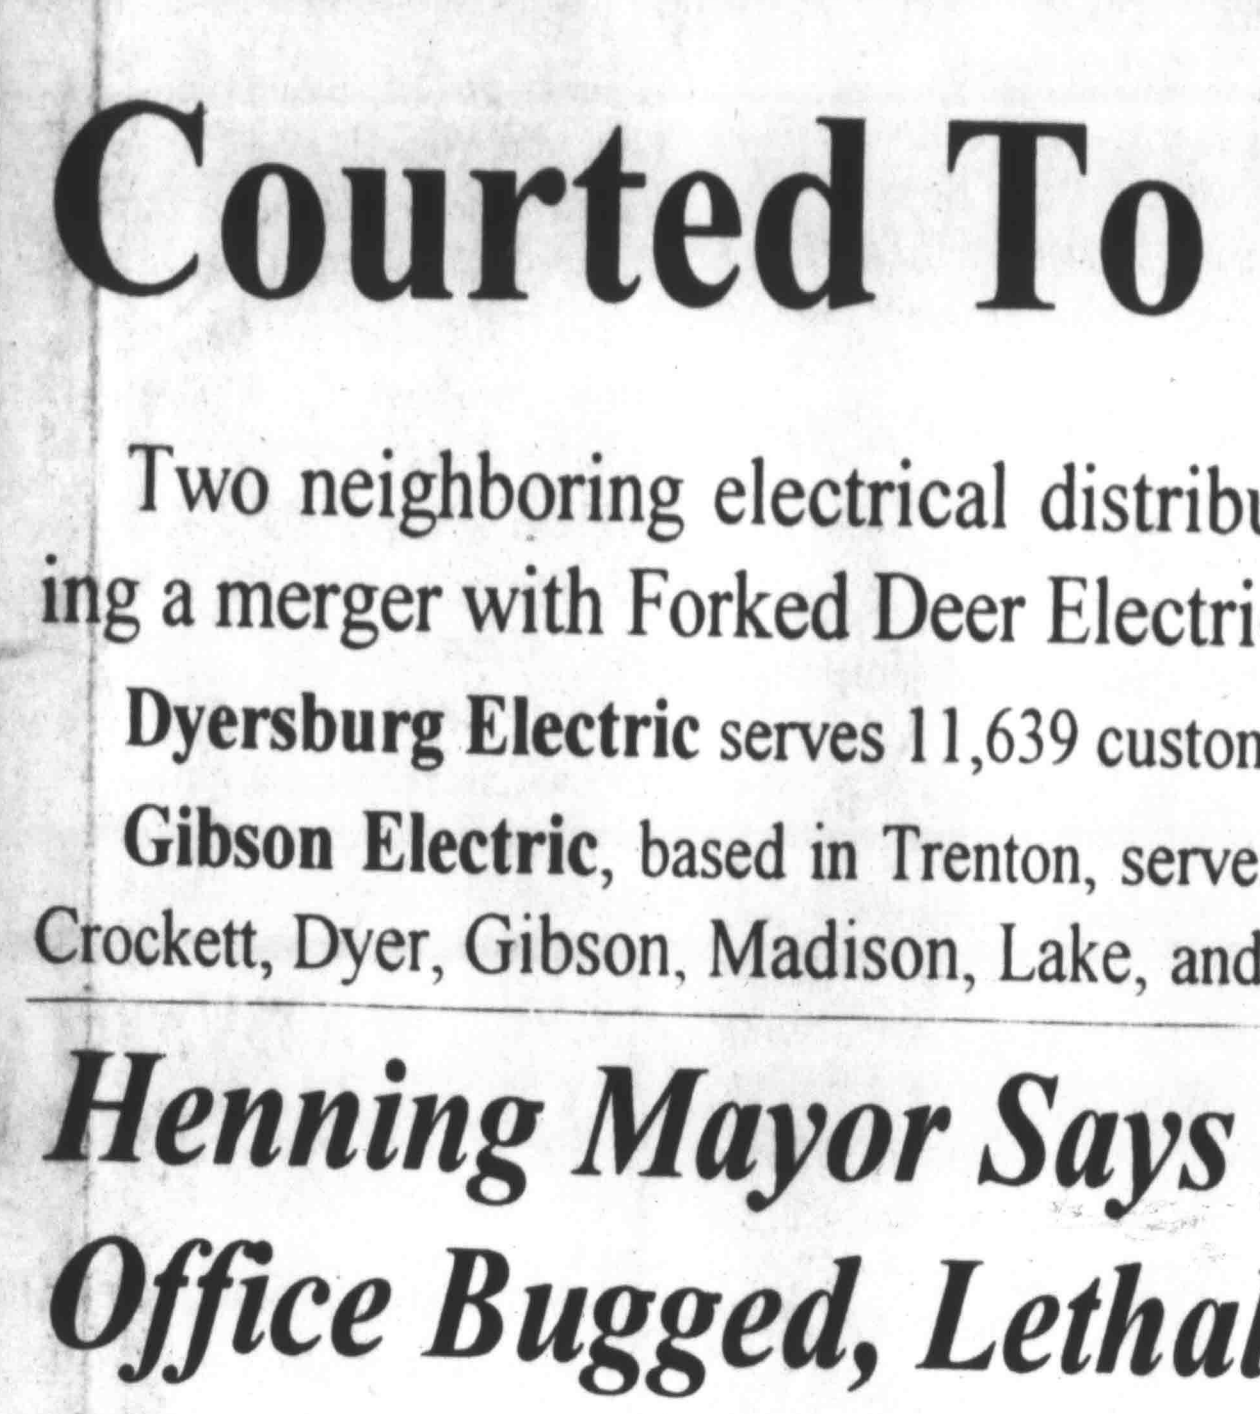 Courted To
Two neighboring electrical distribu
ing a merger with Forked Deer Electri
Dyersburg Electric serves 11,639 custom
Gibson Electric, based in Trenton, serve
Crockett, Dyer, Gibson, Madison, Lake, and
Henning Mayor Says
Office Bugged, Lethal